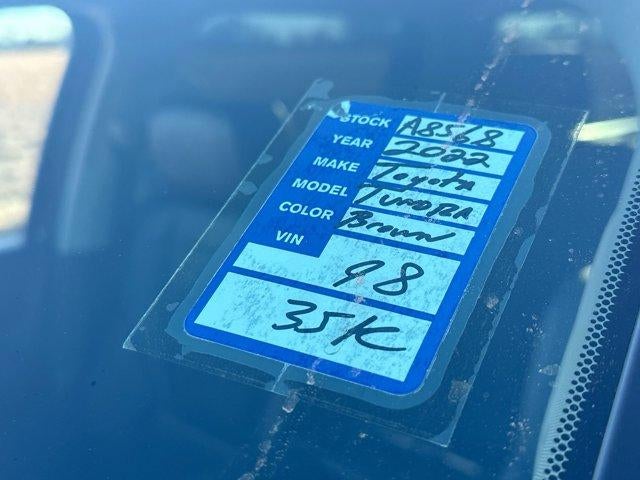 STOCK A8568
YEAR 2022
MAKE Toyota
MODEL TUNDRA
COLOR Brown
VIN
98
35K